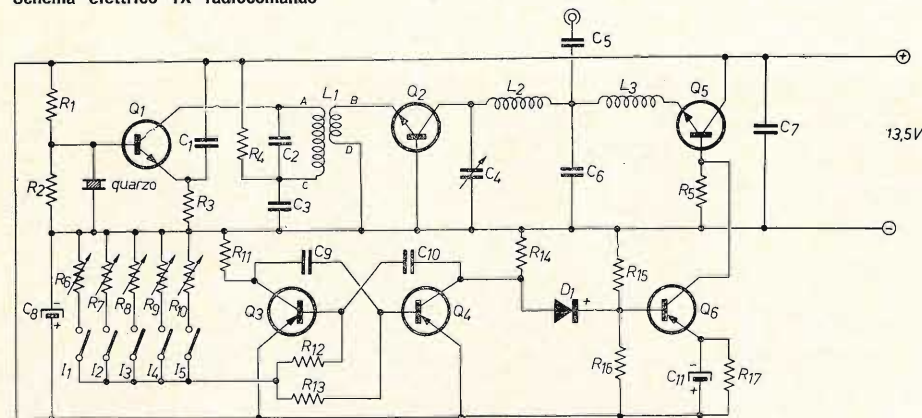 Schema elettrico TX radiocomando
C5
R1
Q1
C1
R4
A
L1
B
C2
D
C
Q2
L2
L3
Q5
C7
+
13,5V
R2
quarzo
R3
C3
C4
C6
R5
−
R6
R7
R8
R9
R10
R11
C9
C10
R14
R15
C8
−
+
Q3
Q4
D1
+
Q6
I1
I2
I3
I4
I5
R12
R13
R16
C11
−
+
R17